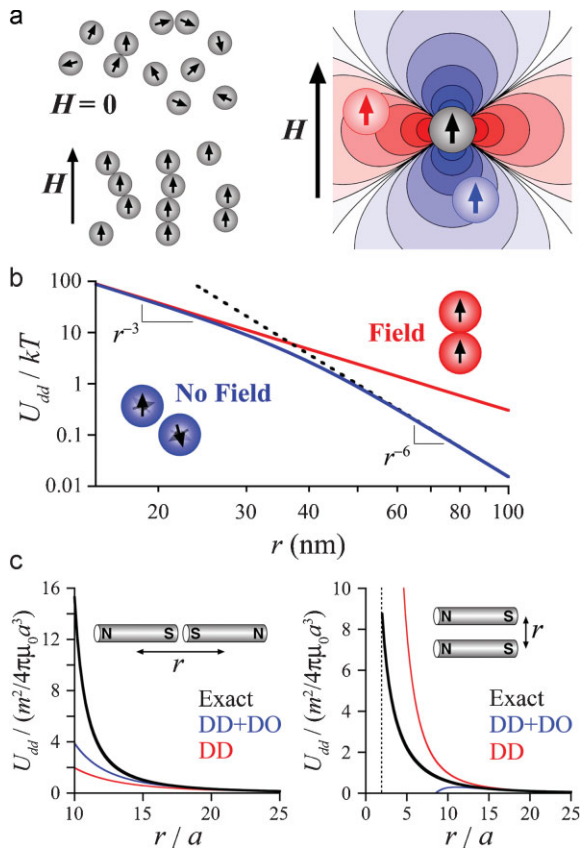 a
H = 0
H
H
b
100
10
1
0.1
0.01
U_dd / kT
r^-3
Field
No Field
r^-6
20
40
60
80
100
r (nm)
c
16
12
8
4
0
U_dd / (m²/4πμ₀a³)
N S S N
r
Exact
DD+DO
DD
10
15
20
25
r / a
10
8
6
4
2
0
U_dd / (m²/4πμ₀a³)
N S
N S
r
Exact
DD+DO
DD
0
5
10
15
20
25
r / a